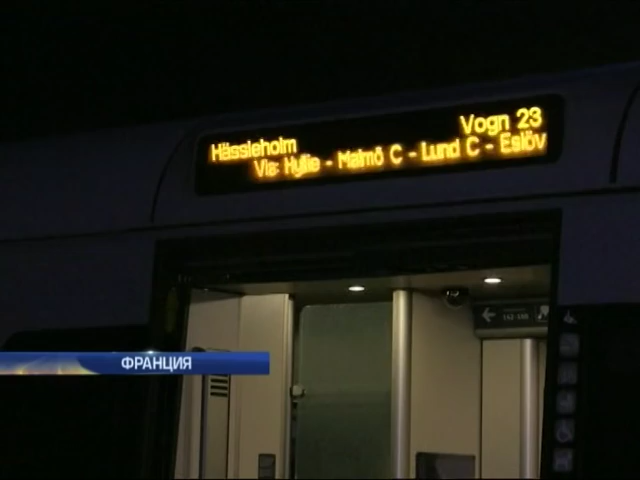 Hässleholm Vogn 23
Via: Hyllie - Malmö C - Lund C - Eslöv
ФРАНЦИЯ